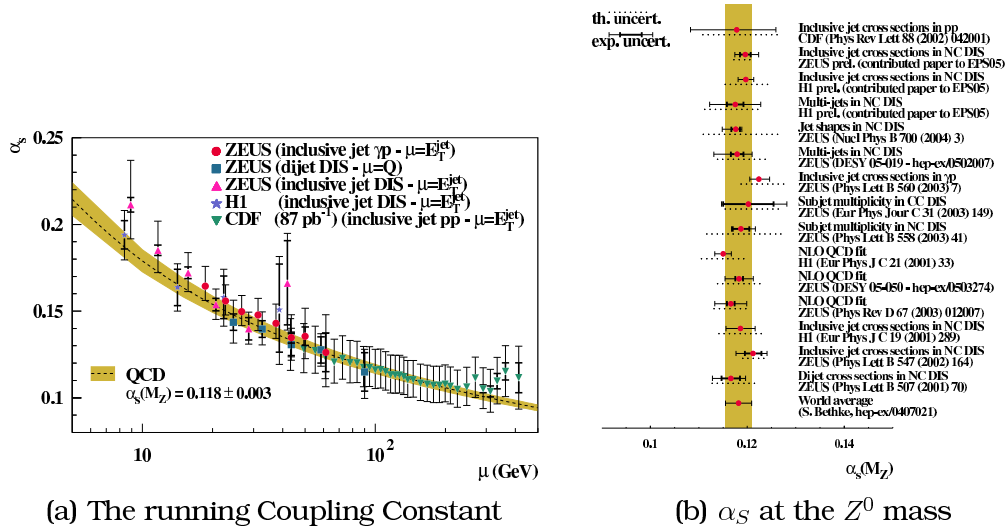 0.25
0.2
0.15
0.1
α_s
10
10²
μ (GeV)
ZEUS (inclusive jet γp - μ=E_T^jet)
ZEUS (dijet DIS - μ=Q)
ZEUS (inclusive jet DIS - μ=E_T^jet)
H1 (inclusive jet DIS - μ=E_T^jet)
CDF (87 pb⁻¹) (inclusive jet pp - μ=E_T^jet)
QCD
α_s(M_Z) = 0.118 ± 0.003
(a) The running Coupling Constant
th. uncert.
exp. uncert.
Inclusive jet cross sections in pp
CDF (Phys Rev Lett 88 (2002) 042001)
Inclusive jet cross sections in NC DIS
ZEUS prel. (contributed paper to EPS05)
Inclusive jet cross sections in NC DIS
H1 prel. (contributed paper to EPS05)
Multi-jets in NC DIS
H1 prel. (contributed paper to EPS05)
Jet shapes in NC DIS
ZEUS (Nucl Phys B 700 (2004) 3)
Multi-jets in NC DIS
ZEUS (DESY 05-019 - hep-ex/0502007)
Inclusive jet cross sections in γp
ZEUS (Phys Lett B 560 (2003) 7)
Subjet multiplicity in CC DIS
ZEUS (Eur Phys Jour C 31 (2003) 149)
Subjet multiplicity in NC DIS
ZEUS (Phys Lett B 558 (2003) 41)
NLO QCD fit
H1 (Eur Phys J C 21 (2001) 33)
NLO QCD fit
ZEUS (DESY 05-050 - hep-ex/0503274)
NLO QCD fit
ZEUS (Phys Rev D 67 (2003) 012007)
Inclusive jet cross sections in NC DIS
H1 (Eur Phys J C 19 (2001) 289)
Inclusive jet cross sections in NC DIS
ZEUS (Phys Lett B 547 (2002) 164)
Dijet cross sections in NC DIS
ZEUS (Phys Lett B 507 (2001) 70)
World average
(S. Bethke, hep-ex/0407021)
0.1
0.12
0.14
α_s(M_Z)
(b) α_S at the Z⁰ mass